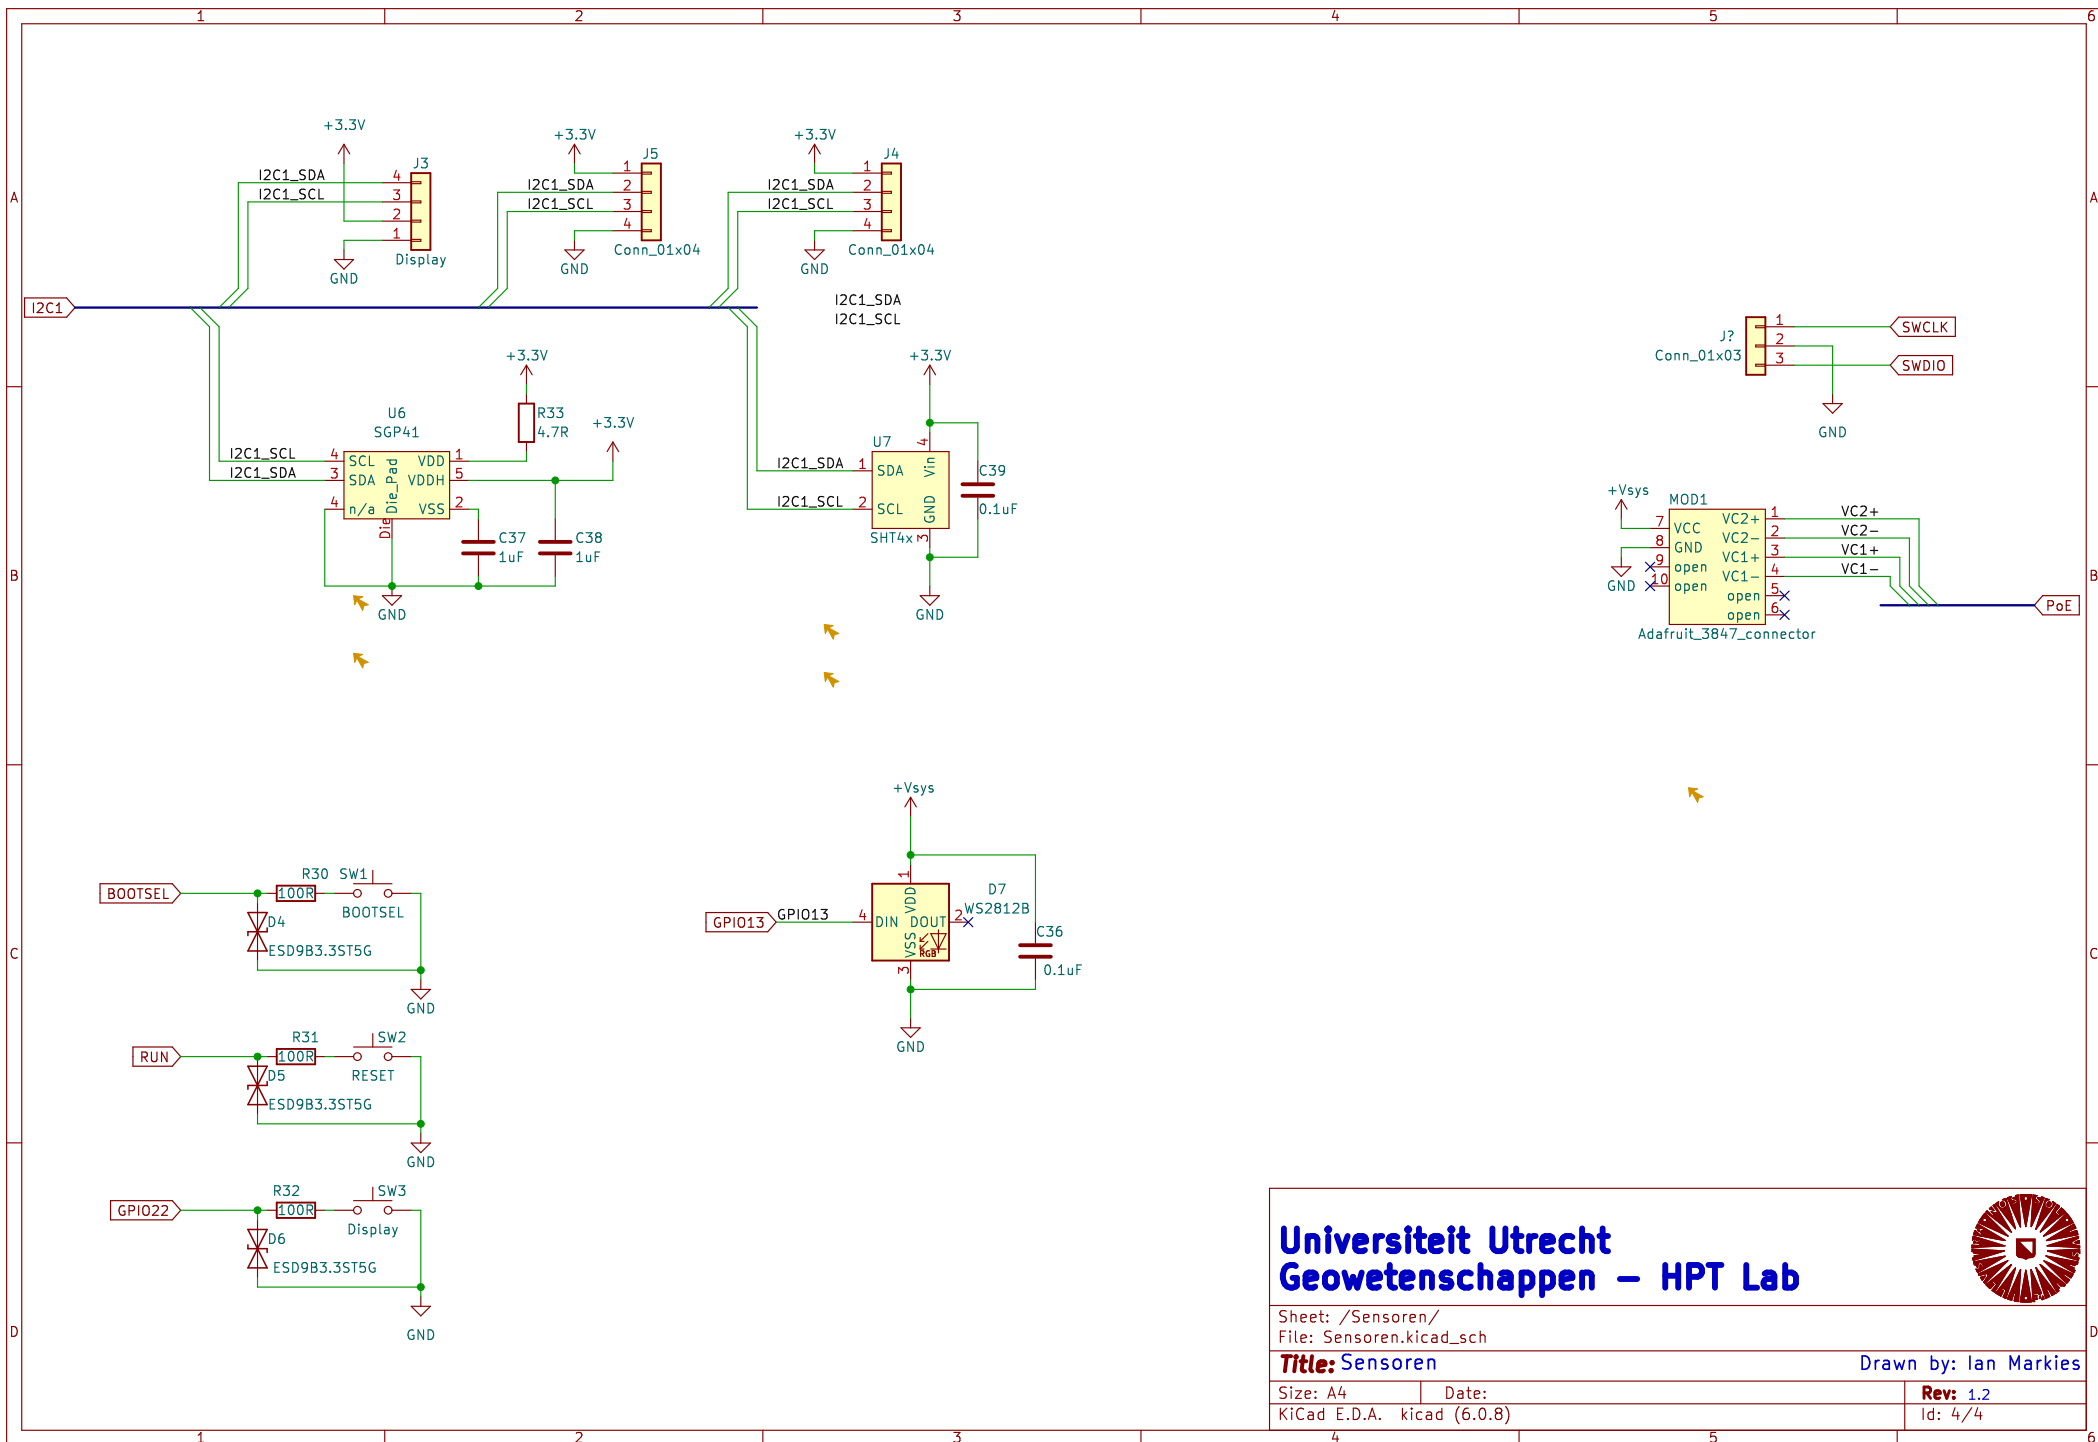 1 2 3 4 5 6
A A
B B
C C
D D
+3.3V
J3
I2C1_SDA 4
I2C1_SCL 3
2
1
Display
GND
+3.3V
J5
1
I2C1_SDA 2
I2C1_SCL 3
4
Conn_01x04
GND
+3.3V
J4
1
I2C1_SDA 2
I2C1_SCL 3
4
Conn_01x04
GND
I2C1
I2C1_SDA
I2C1_SCL
J?
Conn_01x03
1 SWCLK
2
3 SWDIO
GND
+3.3V
R33
4.7R
+3.3V
U6
SGP41
I2C1_SCL 4 SCL VDD 1
I2C1_SDA 3 SDA VDDH 5
4 n/a VSS 2
Die_Pad
Die
C37
1uF
C38
1uF
GND
+3.3V
U7
4
Vin
I2C1_SDA 1 SDA
I2C1_SCL 2 SCL
GND
3
SHT4x
C39
0.1uF
GND
+Vsys
MOD1
7 VCC VC2+ 1 VC2+
8 GND VC2- 2 VC2-
9 open VC1+ 3 VC1+
10 open VC1- 4 VC1-
open 5
open 6
GND
Adafruit_3847_connector
PoE
+Vsys
1
VDD
D7
WS2812B
GPIO13 GPIO13 4 DIN DOUT 2
VSS
RGB
3
C36
0.1uF
GND
R30 SW1
BOOTSEL 100R
BOOTSEL
D4
ESD9B3.3ST5G
GND
R31 SW2
RUN 100R
RESET
D5
ESD9B3.3ST5G
GND
R32 SW3
GPIO22 100R
Display
D6
ESD9B3.3ST5G
GND
Universiteit Utrecht
Geowetenschappen – HPT Lab
Sheet: /Sensoren/
File: Sensoren.kicad_sch
Title: Sensoren Drawn by: Ian Markies
Size: A4 Date: Rev: 1.2
KiCad E.D.A. kicad (6.0.8) Id: 4/4
1 2 3 4 5 6